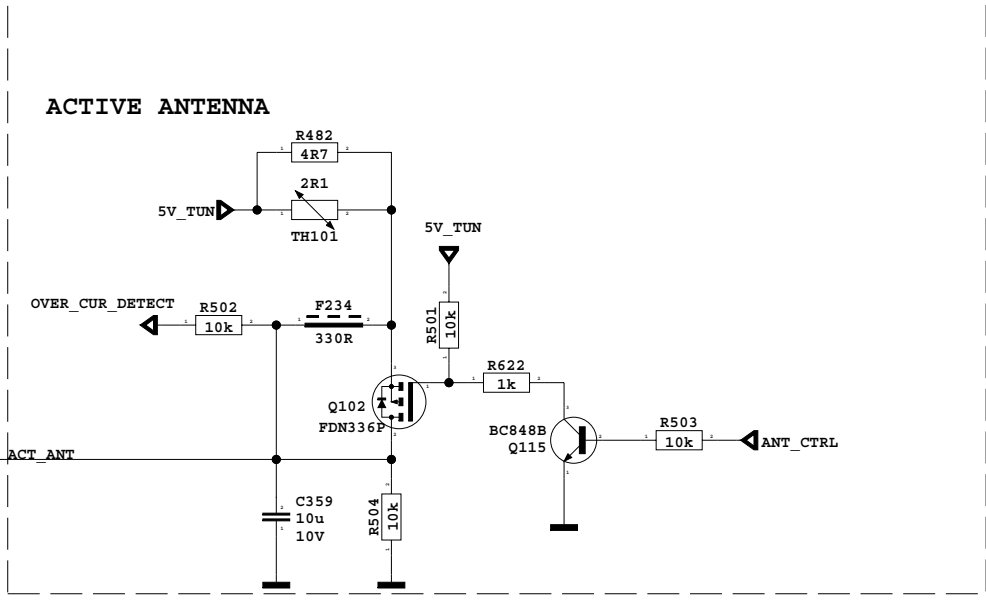 ACTIVE ANTENNA
R482
4R7
2R1
5V_TUN
TH101
5V_TUN
OVER_CUR_DETECT
R502
10k
F234
330R
R501
10k
R622
1k
Q102
FDN336P
BC848B
Q115
R503
10k
ANT_CTRL
ACT_ANT
C359
10u
10V
R504
10k